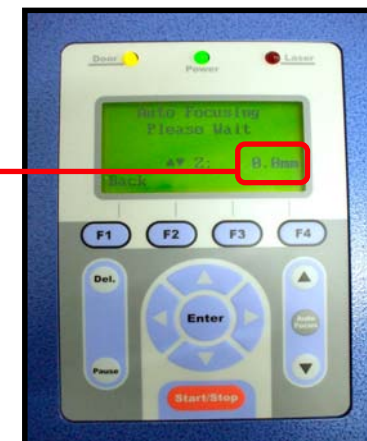 Door
Power
Laser
Auto Focusing
Please Wait
▲▼ Z: 0.0mm
Back
F1 F2 F3 F4
Del.
Enter
Auto
Focus
Pause
Start/Stop